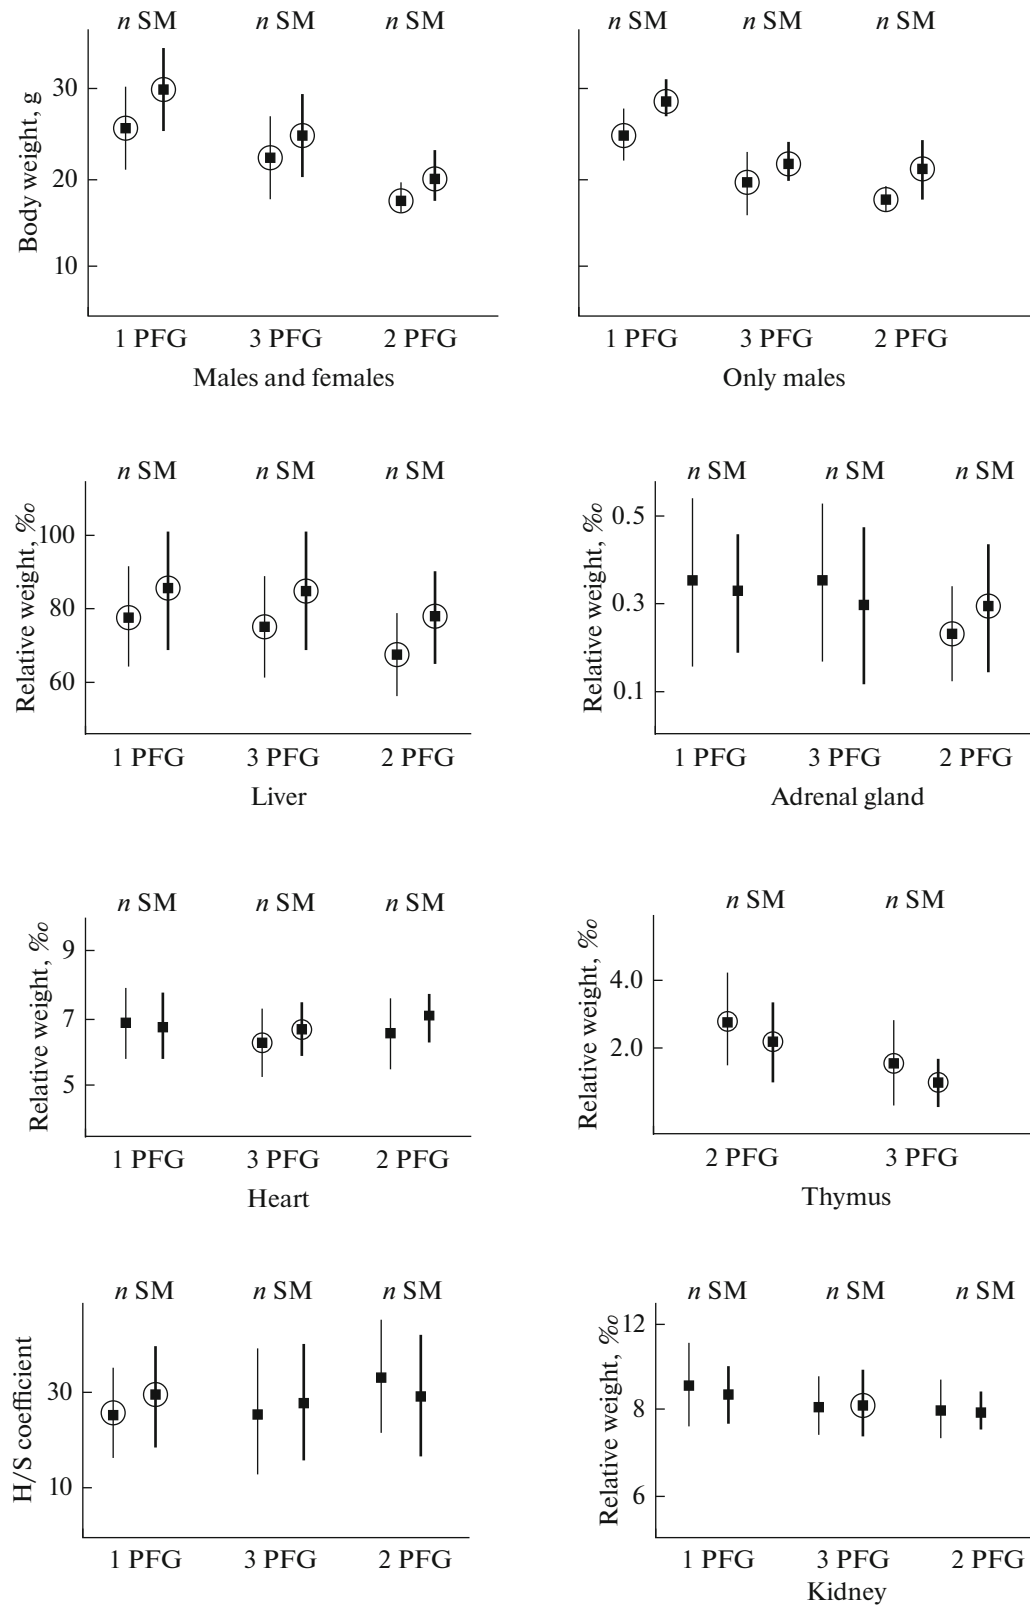 n SM n SM n SM
Body weight, g
30
20
10
1 PFG 3 PFG 2 PFG
Males and females
n SM n SM n SM
1 PFG 3 PFG 2 PFG
Only males
n SM n SM n SM
Relative weight, ‰
100
80
60
1 PFG 3 PFG 2 PFG
Liver
n SM n SM n SM
Relative weight, ‰
0.5
0.3
0.1
1 PFG 3 PFG 2 PFG
Adrenal gland
n SM n SM n SM
Relative weight, ‰
9
7
5
1 PFG 3 PFG 2 PFG
Heart
n SM n SM
Relative weight, ‰
4.0
2.0
2 PFG 3 PFG
Thymus
n SM n SM n SM
H/S coefficient
30
10
1 PFG 3 PFG 2 PFG
n SM n SM n SM
Relative weight, ‰
12
8
6
1 PFG 3 PFG 2 PFG
Kidney